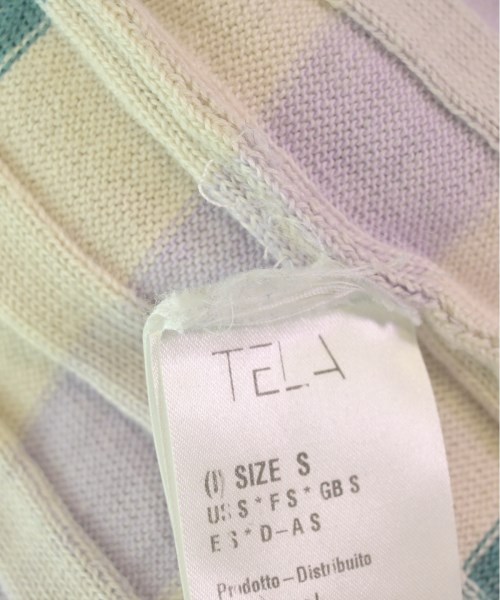 TELA
(I) SIZE S
US S * F S * GB S
E S * D-A S
Prodotto - Distribuito